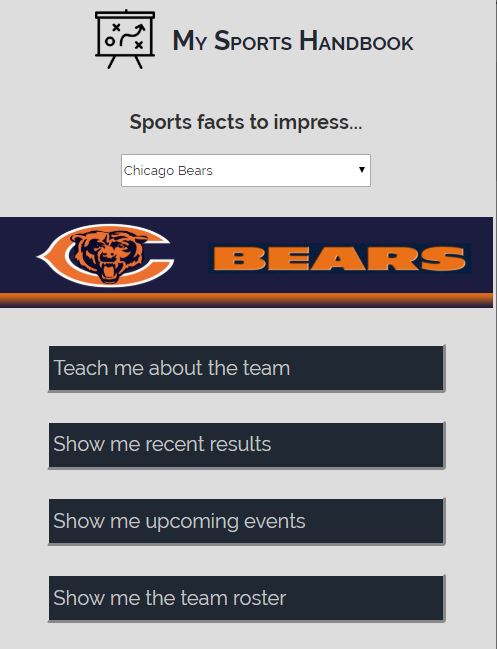 My Sports Handbook
Sports facts to impress...
Chicago Bears
BEARS
Teach me about the team
Show me recent results
Show me upcoming events
Show me the team roster